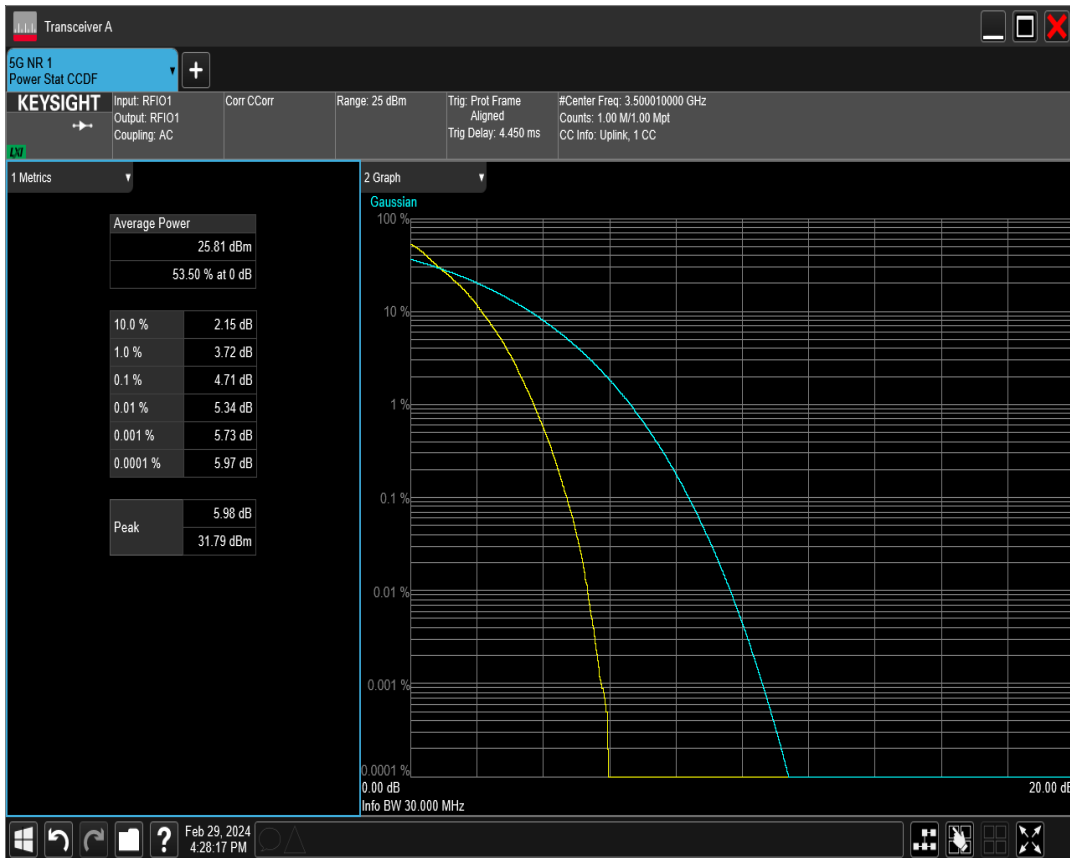 Transceiver A
5G NR 1
Power Stat CCDF
+
KEYSIGHT
LXI
Input: RFIO1
Output: RFIO1
Coupling: AC
Corr CCorr
Range: 25 dBm
Trig: Prot Frame
Aligned
Trig Delay: 4.450 ms
#Center Freq: 3.500010000 GHz
Counts: 1.00 M/1.00 Mpt
CC Info: Uplink, 1 CC
1 Metrics
Average Power
25.81 dBm
53.50 % at 0 dB
10.0 % 2.15 dB
1.0 % 3.72 dB
0.1 % 4.71 dB
0.01 % 5.34 dB
0.001 % 5.73 dB
0.0001 % 5.97 dB
Peak 5.98 dB
31.79 dBm
2 Graph
Gaussian
100 %
10 %
1 %
0.1 %
0.01 %
0.001 %
0.0001 %
0.00 dB 20.00 dB
Info BW 30.000 MHz
? Feb 29, 2024
4:28:17 PM